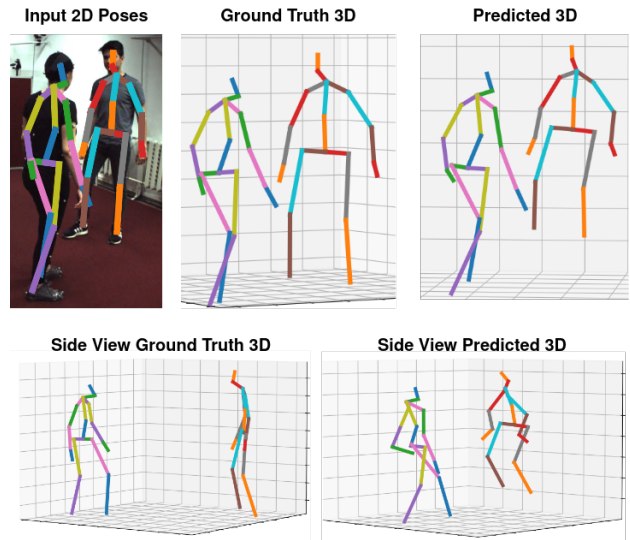 Input 2D Poses
Ground Truth 3D
Predicted 3D
Side View Ground Truth 3D
Side View Predicted 3D